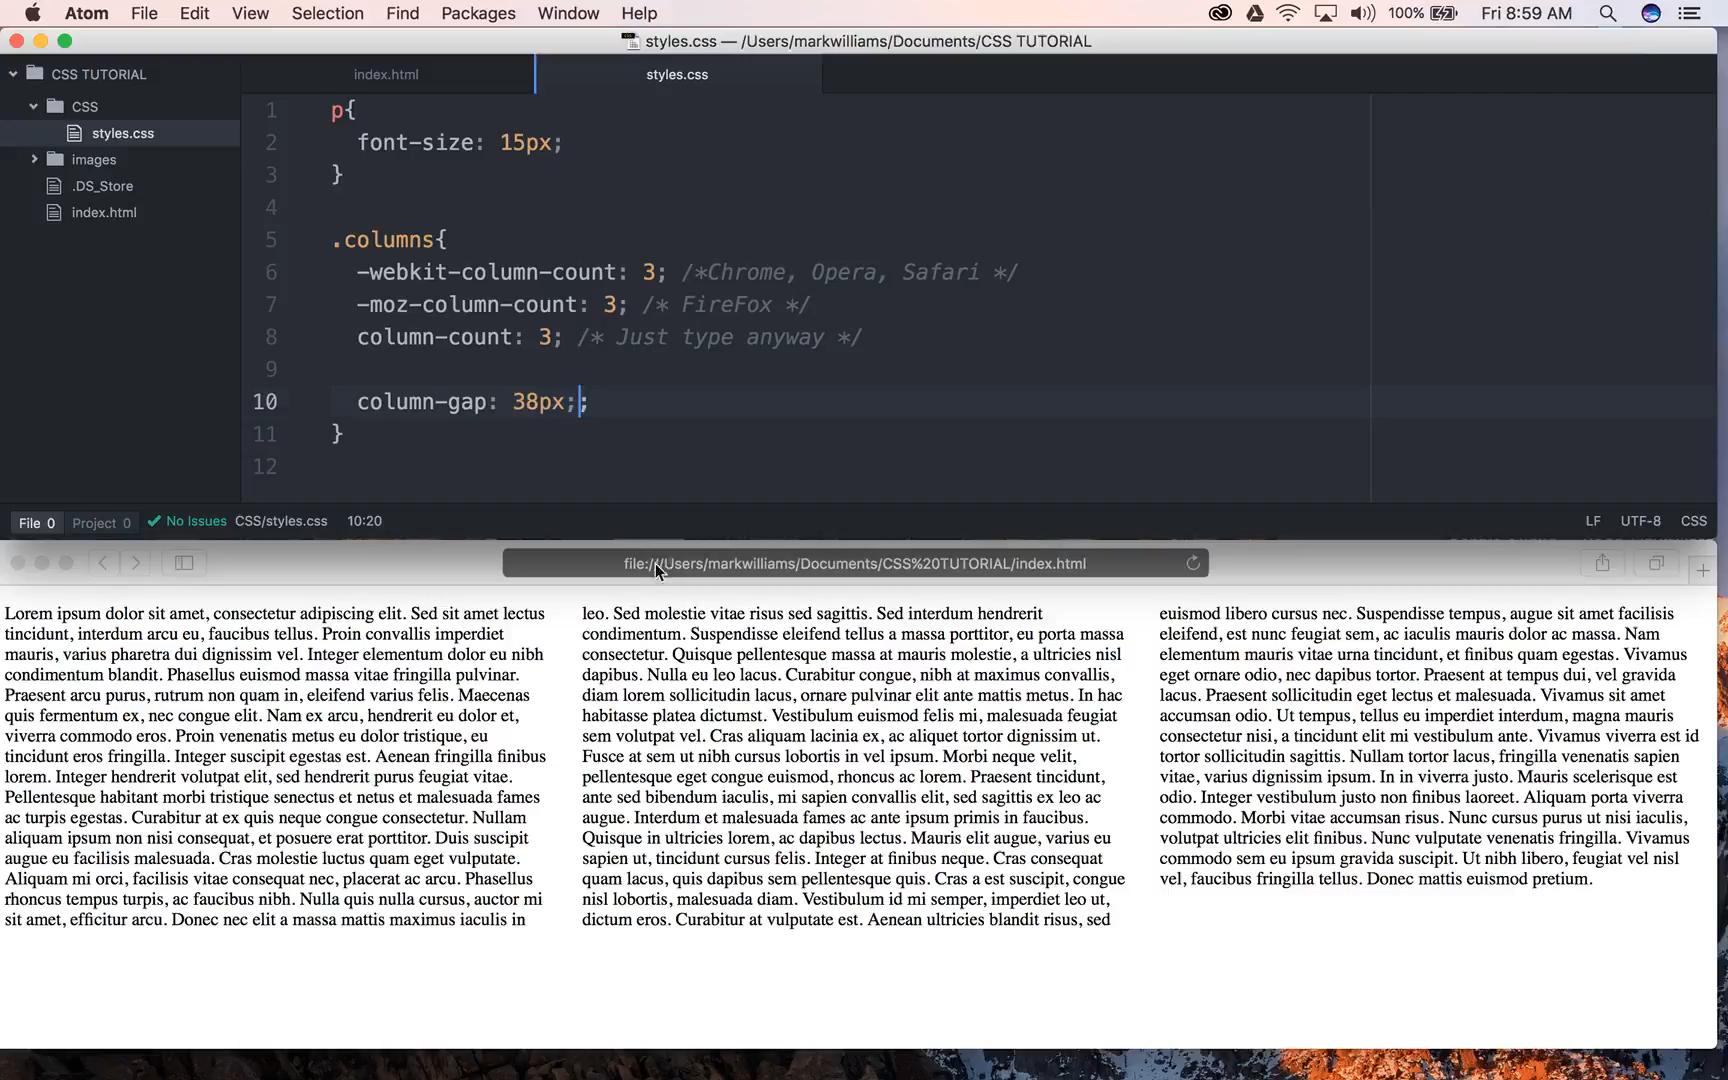 Atom File Edit View Selection Find Packages Window Help 100% Fri 8:59 AM
styles.css — /Users/markwilliams/Documents/CSS TUTORIAL
CSS TUTORIAL
CSS
styles.css
images
.DS_Store
index.html
index.html styles.css
1 p{
2 font-size: 15px;
3 }
4
5 .columns{
6 -webkit-column-count: 3; /*Chrome, Opera, Safari */
7 -moz-column-count: 3; /* FireFox */
8 column-count: 3; /* Just type anyway */
9
10 column-gap: 38px;;
11 }
12
File 0 Project 0 No Issues CSS/styles.css 10:20 LF UTF-8 CSS
file:///Users/markwilliams/Documents/CSS%20TUTORIAL/index.html
Lorem ipsum dolor sit amet, consectetur adipiscing elit. Sed sit amet lectus
tincidunt, interdum arcu eu, faucibus tellus. Proin convallis imperdiet
mauris, varius pharetra dui dignissim vel. Integer elementum dolor eu nibh
condimentum blandit. Phasellus euismod massa vitae fringilla pulvinar.
Praesent arcu purus, rutrum non quam in, eleifend varius felis. Maecenas
quis fermentum ex, nec congue elit. Nam ex arcu, hendrerit eu dolor et,
viverra commodo eros. Proin venenatis metus eu dolor tristique, eu
tincidunt eros fringilla. Integer suscipit egestas est. Aenean fringilla finibus
lorem. Integer hendrerit volutpat elit, sed hendrerit purus feugiat vitae.
Pellentesque habitant morbi tristique senectus et netus et malesuada fames
ac turpis egestas. Curabitur at ex quis neque congue consectetur. Nullam
aliquam ipsum non nisi consequat, et posuere erat porttitor. Duis suscipit
augue eu facilisis malesuada. Cras molestie luctus quam eget vulputate.
Aliquam mi orci, facilisis vitae consequat nec, placerat ac arcu. Phasellus
rhoncus tempus turpis, ac faucibus nibh. Nulla quis nulla cursus, auctor mi
sit amet, efficitur arcu. Donec nec elit a massa mattis maximus iaculis in
leo. Sed molestie vitae risus sed sagittis. Sed interdum hendrerit
condimentum. Suspendisse eleifend tellus a massa porttitor, eu porta massa
consectetur. Quisque pellentesque massa at mauris molestie, a ultricies nisl
dapibus. Nulla eu leo lacus. Curabitur congue, nibh at maximus convallis,
diam lorem sollicitudin lacus, ornare pulvinar elit ante mattis metus. In hac
habitasse platea dictumst. Vestibulum euismod felis mi, malesuada feugiat
sem volutpat vel. Cras aliquam lacinia ex, ac aliquet tortor dignissim ut.
Fusce at sem ut nibh cursus lobortis in vel ipsum. Morbi neque velit,
pellentesque eget congue euismod, rhoncus ac lorem. Praesent tincidunt,
ante sed bibendum iaculis, mi sapien convallis elit, sed sagittis ex leo ac
augue. Interdum et malesuada fames ac ante ipsum primis in faucibus.
Quisque in ultricies lorem, ac dapibus lectus. Mauris elit augue, varius eu
sapien ut, tincidunt cursus felis. Integer at finibus neque. Cras consequat
quam lacus, quis dapibus sem pellentesque quis. Cras a est suscipit, congue
nisl lobortis, malesuada diam. Vestibulum id mi semper, imperdiet leo ut,
dictum eros. Curabitur at vulputate est. Aenean ultricies blandit risus, sed
euismod libero cursus nec. Suspendisse tempus, augue sit amet facilisis
eleifend, est nunc feugiat sem, ac iaculis mauris dolor ac massa. Nam
elementum mauris vitae urna tincidunt, et finibus quam egestas. Vivamus
eget ornare odio, nec dapibus tortor. Praesent at tempus dui, vel gravida
lacus. Praesent sollicitudin eget lectus et malesuada. Vivamus sit amet
accumsan odio. Ut tempus, tellus eu imperdiet interdum, magna mauris
consectetur nisi, a tincidunt elit mi vestibulum ante. Vivamus viverra est id
tortor sollicitudin sagittis. Nullam tortor lacus, fringilla venenatis sapien
vitae, varius dignissim ipsum. In in viverra justo. Mauris scelerisque est
odio. Integer vestibulum justo non finibus laoreet. Aliquam porta viverra
commodo. Morbi vitae accumsan risus. Nunc cursus purus ut nisi iaculis,
volutpat ultricies elit finibus. Nunc vulputate venenatis fringilla. Vivamus
commodo sem eu ipsum gravida suscipit. Ut nibh libero, feugiat vel nisl
vel, faucibus fringilla tellus. Donec mattis euismod pretium.